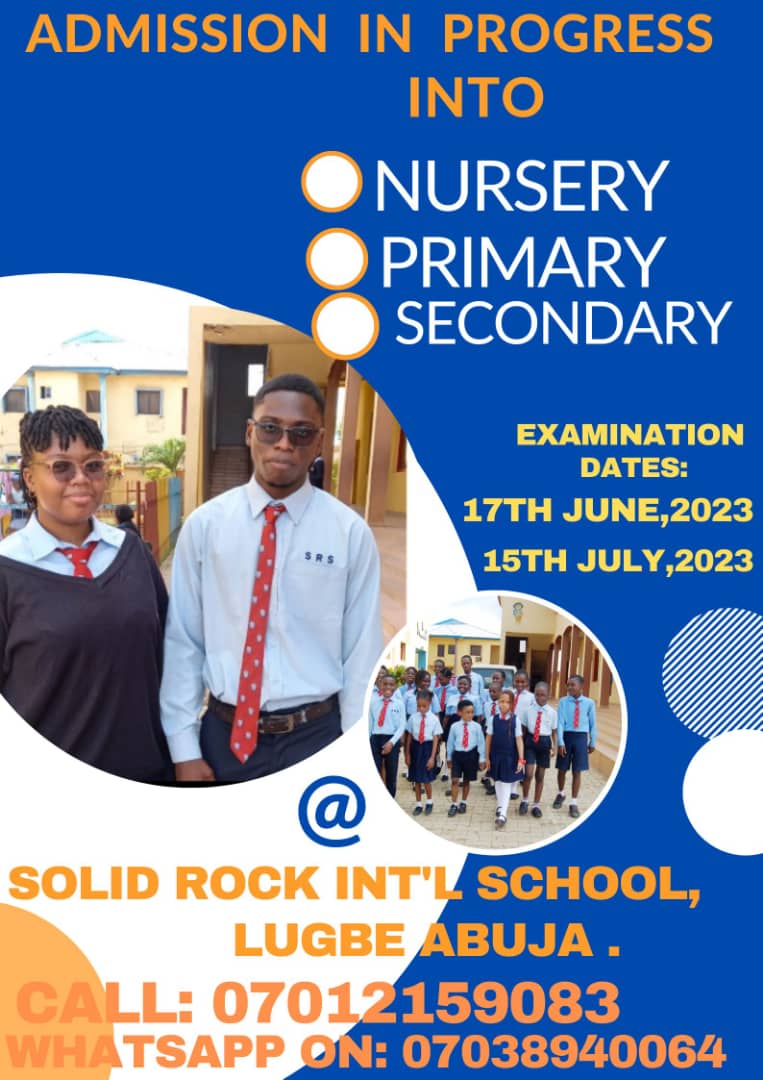 ADMISSION IN PROGRESS
INTO
NURSERY
PRIMARY
SECONDARY
EXAMINATION
DATES:
17TH JUNE,2023
15TH JULY,2023
SRS
@
SOLID ROCK INT'L SCHOOL,
LUGBE ABUJA .
CALL: 07012159083
WHATSAPP ON: 07038940064